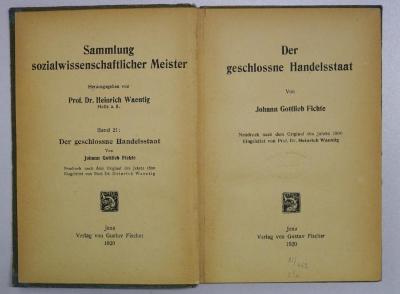 Sammlung
sozialwissenschaftlicher Meister
Herausgegeben von
Prof. Dr. Heinrich Waentig
Halle a. S.
Band 21:
Der geschlossne Handelsstaat
Von
Johann Gottlieb Fichte
Neudruck nach dem Original des Jahres 1800
Eingeleitet von Prof. Dr. Heinrich Waentig
Jena
Verlag von Gustav Fischer
1920
Der
geschlossne Handelsstaat
Von
Johann Gottlieb Fichte
Neudruck nach dem Original des Jahres 1800
Eingeleitet von Prof. Dr. Heinrich Waentig
Jena
Verlag von Gustav Fischer
1920